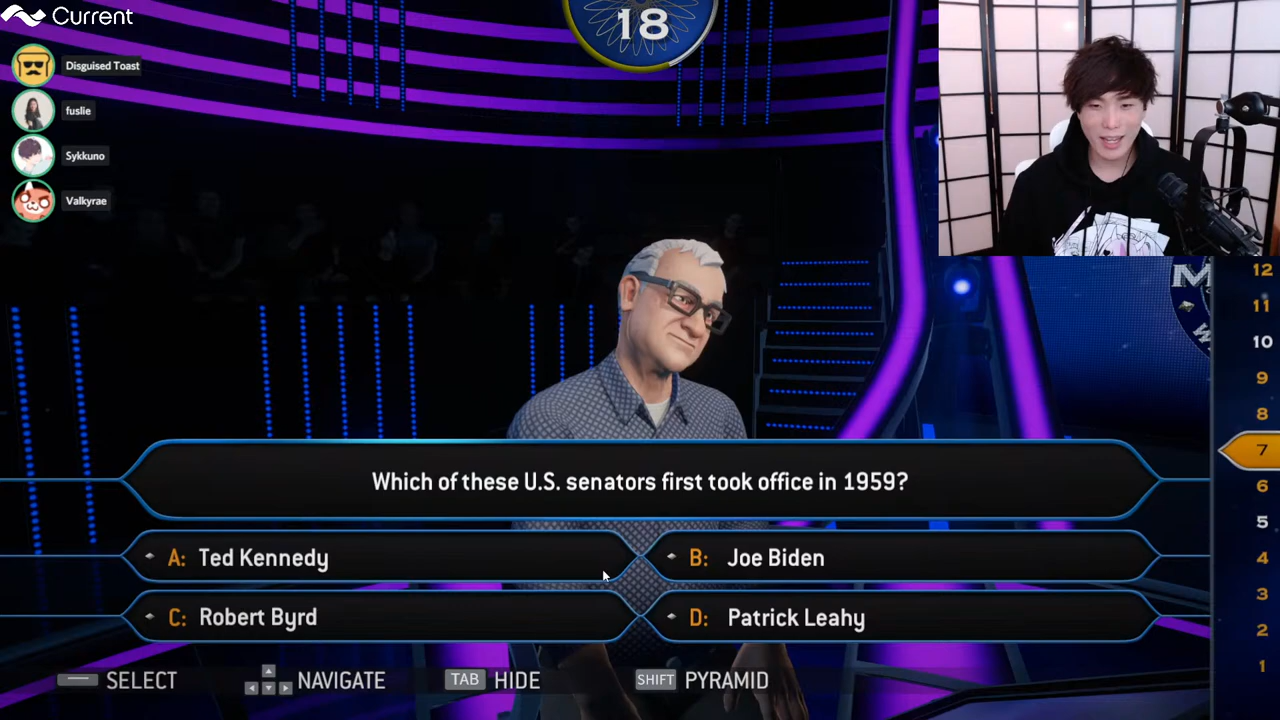 Current
18
Disguised Toast
fuslie
Sykkuno
Valkyrae
12
11
10
9
8
7
6
5
4
3
2
1
Which of these U.S. senators first took office in 1959?
A: Ted Kennedy
B: Joe Biden
C: Robert Byrd
D: Patrick Leahy
SELECT
NAVIGATE
TAB HIDE
SHIFT PYRAMID